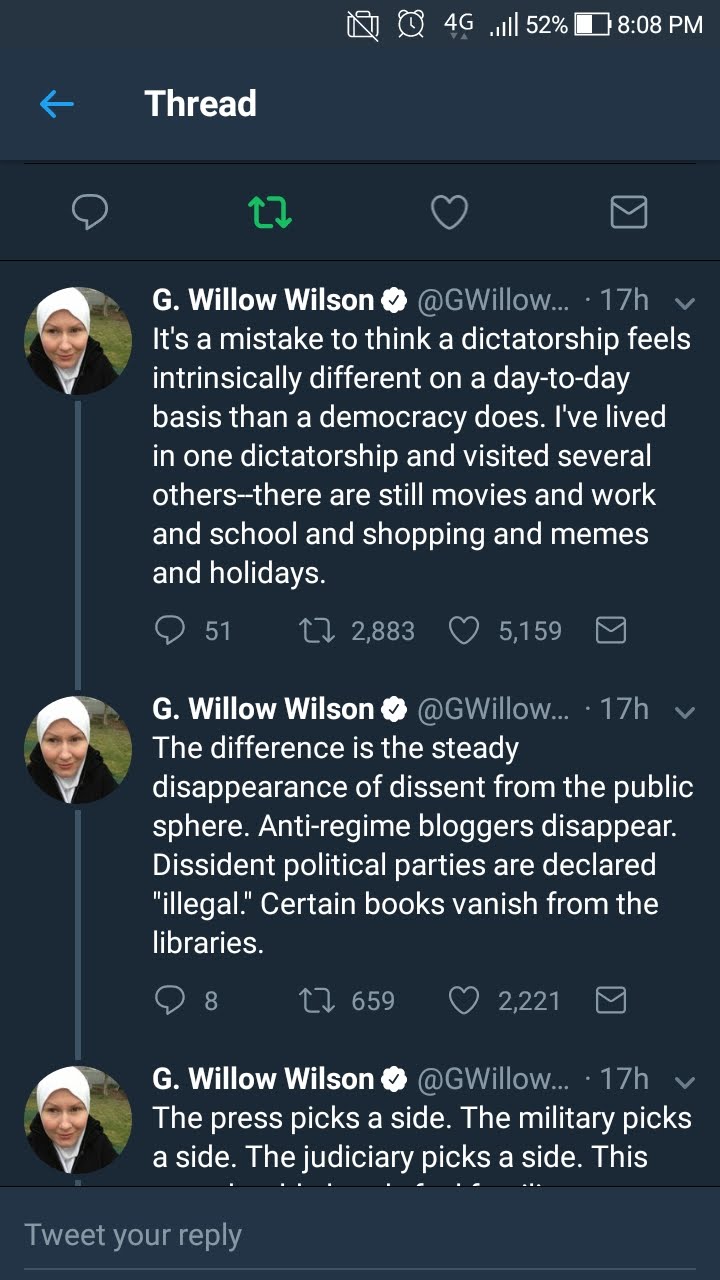 4G 52% 8:08 PM
Thread
G. Willow Wilson @GWillow... · 17h
It's a mistake to think a dictatorship feels
intrinsically different on a day-to-day
basis than a democracy does. I've lived
in one dictatorship and visited several
others--there are still movies and work
and school and shopping and memes
and holidays.
51 2,883 5,159
G. Willow Wilson @GWillow... · 17h
The difference is the steady
disappearance of dissent from the public
sphere. Anti-regime bloggers disappear.
Dissident political parties are declared
"illegal." Certain books vanish from the
libraries.
8 659 2,221
G. Willow Wilson @GWillow... · 17h
The press picks a side. The military picks
a side. The judiciary picks a side. This
Tweet your reply